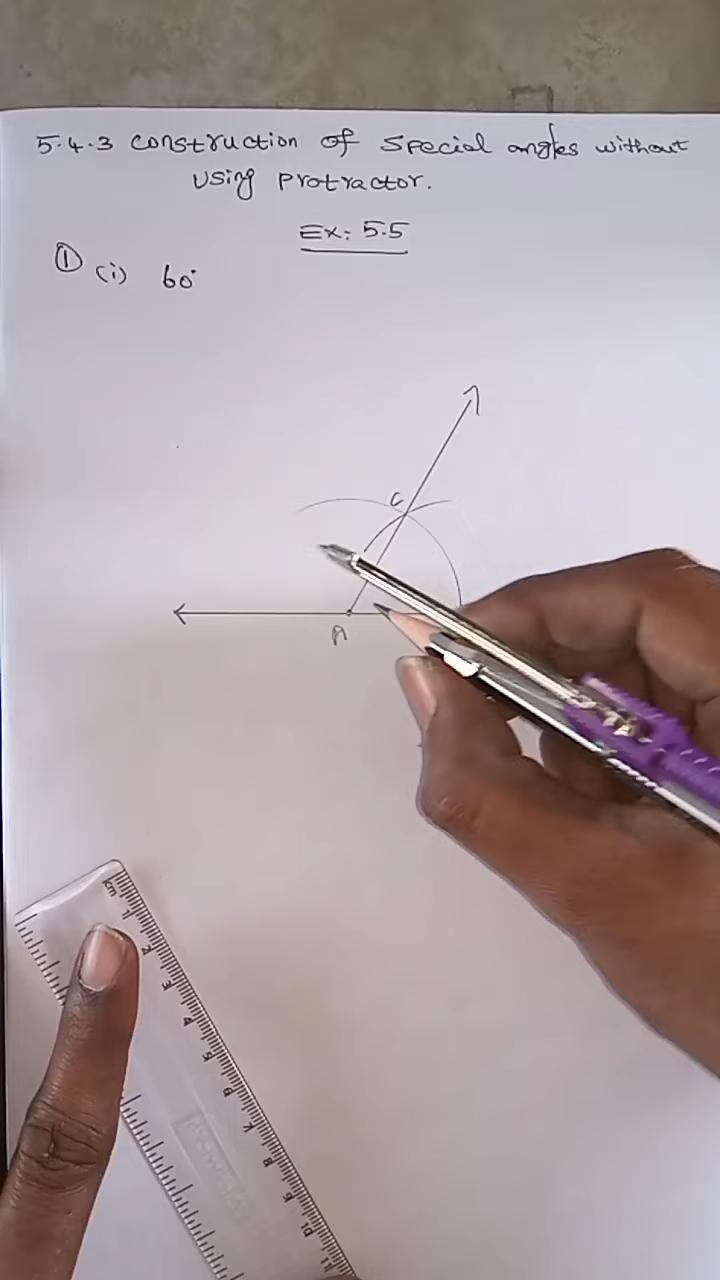 5.4.3 Construction of Special angles without
using Protractor.
Ex: 5.5
① (i) 60°
C
A